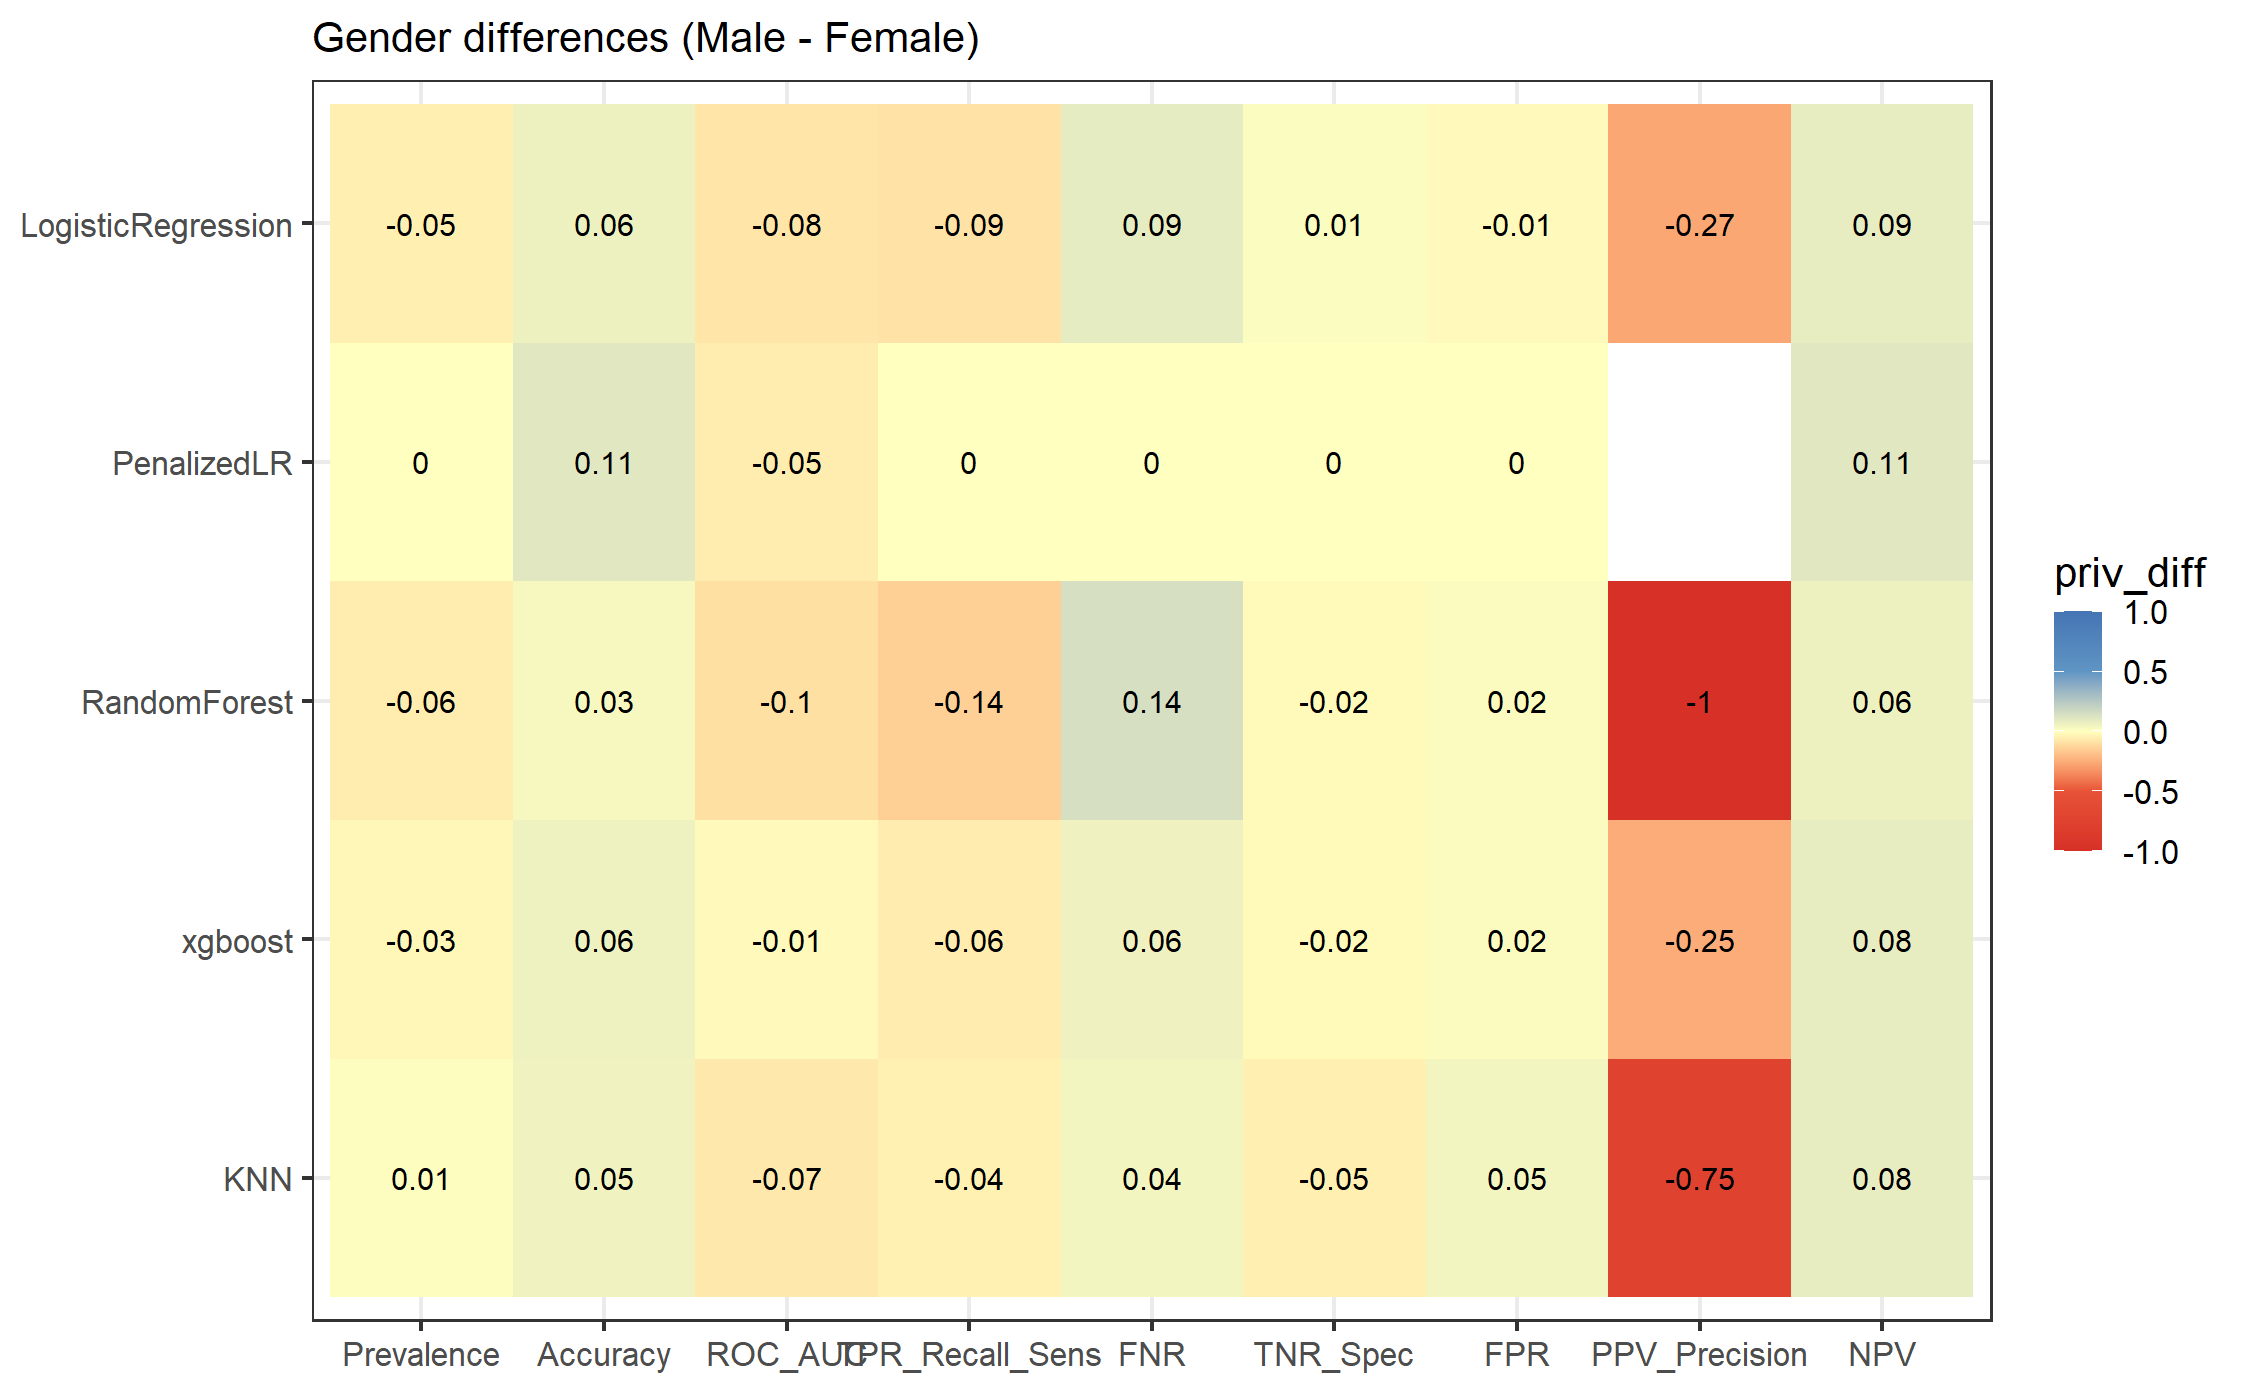 Gender differences (Male - Female)
LogisticRegression -0.05 0.06 -0.08 -0.09 0.09 0.01 -0.01 -0.27 0.09
PenalizedLR 0 0.11 -0.05 0 0 0 0 0.11
RandomForest -0.06 0.03 -0.1 -0.14 0.14 -0.02 0.02 -1 0.06
xgboost -0.03 0.06 -0.01 -0.06 0.06 -0.02 0.02 -0.25 0.08
KNN 0.01 0.05 -0.07 -0.04 0.04 -0.05 0.05 -0.75 0.08
Prevalence Accuracy ROC_AUC TPR_Recall_Sens FNR TNR_Spec FPR PPV_Precision NPV
priv_diff
1.0
0.5
0.0
-0.5
-1.0